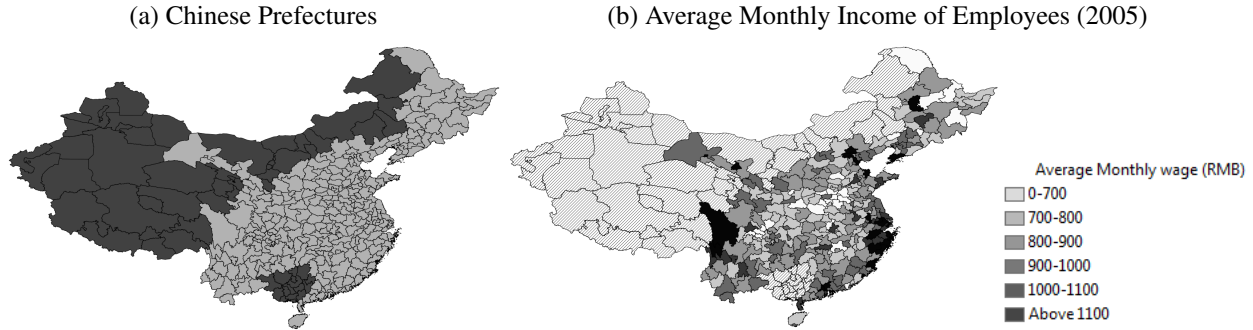 (a) Chinese Prefectures
(b) Average Monthly Income of Employees (2005)
Average Monthly wage (RMB)
0-700
700-800
800-900
900-1000
1000-1100
Above 1100